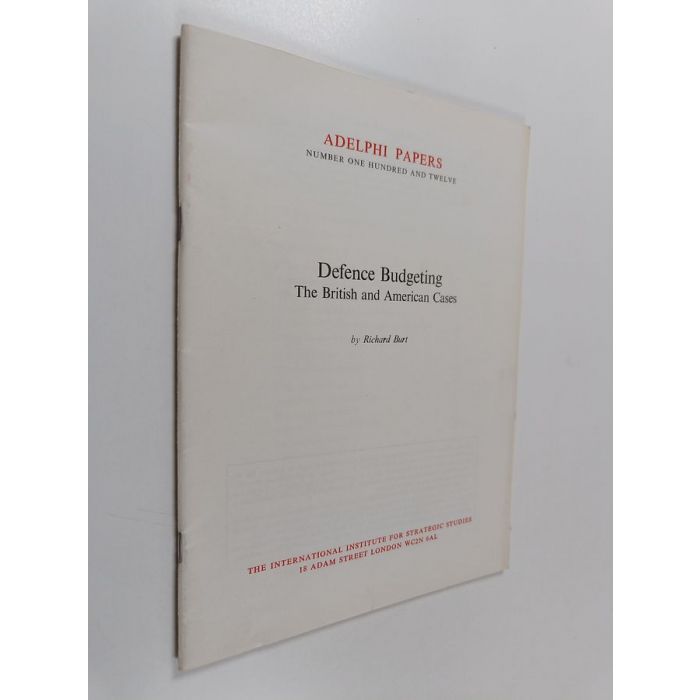 ADELPHI PAPERS
NUMBER ONE HUNDRED AND TWELVE
Defence Budgeting
The British and American Cases
by Richard Burt
THE INTERNATIONAL INSTITUTE FOR STRATEGIC STUDIES
18 ADAM STREET LONDON WC2N 6AL